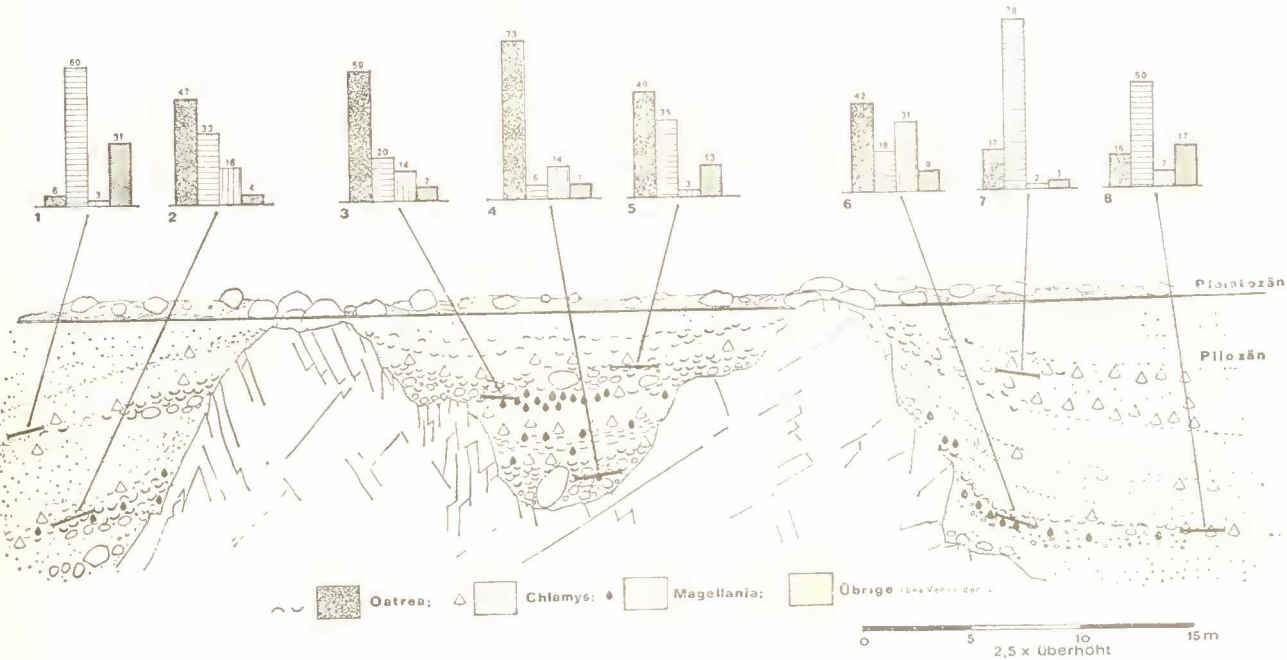 6 60 3 31
1
47 33 16 4
2
59 20 14 7
3
73 6 14 7
4
49 35 3 13
5
42 18 31 9
6
17 78 2 3
7
16 50 7 17
8
Pleistozän
Pliozän
Ostrea; Chlamys; Magellania; Übrige
0 5 10 15 m
2,5 x überhöht